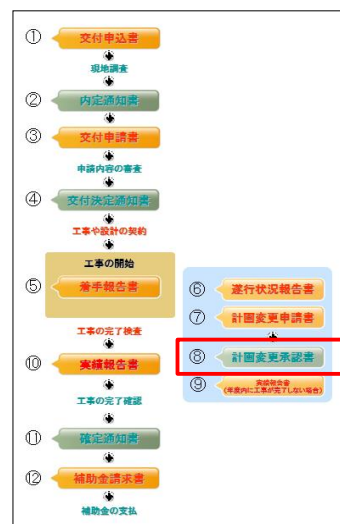 ① 交付申込書
現地調査
② 内定通知書
③ 交付申請書
申請内容の審査
④ 交付決定通知書
工事や設計の契約
工事の開始
⑤ 着手報告書
⑥ 遂行状況報告書
⑦ 計画変更申請書
⑧ 計画変更承認書
⑨ 実績報告書
(年度内に工事が完了しない場合)
工事の完了検査
⑩ 実績報告書
工事の完了確認
⑪ 確定通知書
⑫ 補助金請求書
補助金の支払